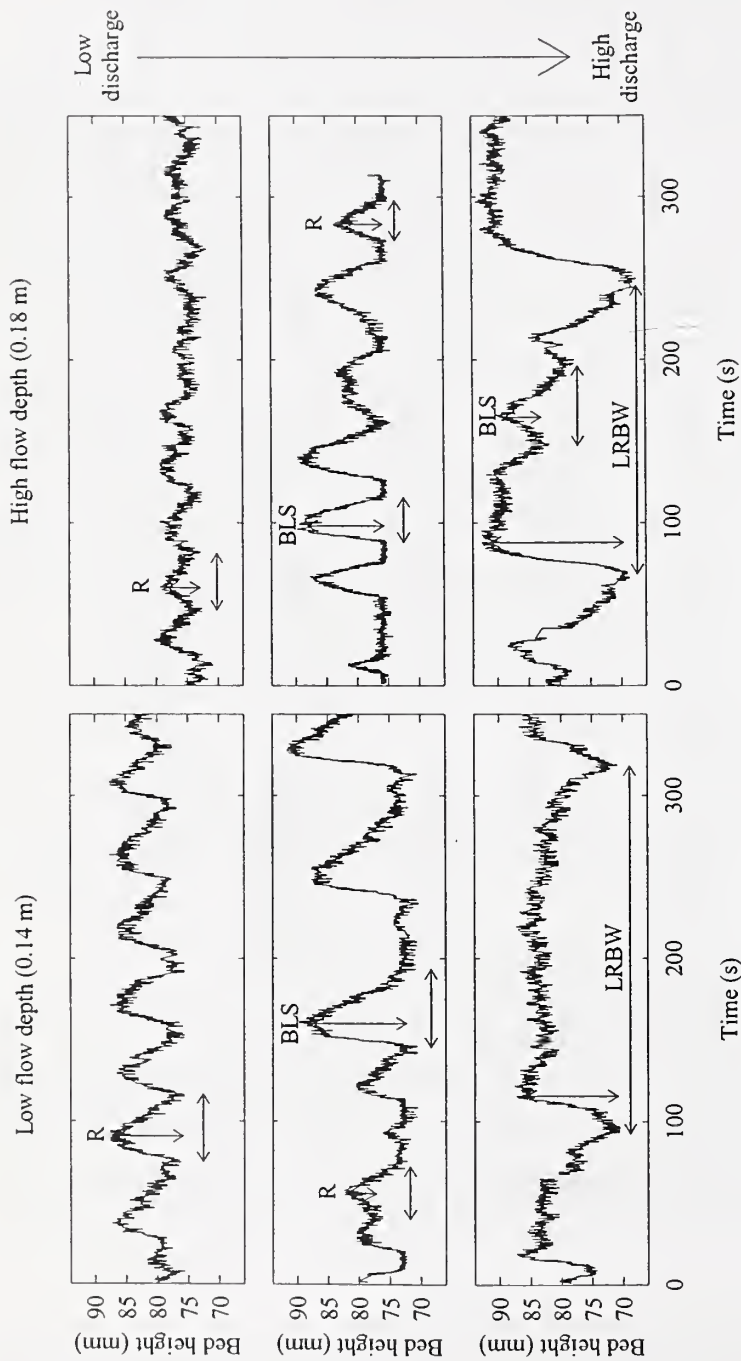 Low flow depth (0.14 m)
High flow depth (0.18 m)
Low
discharge
High
discharge
Bed height (mm)
90
85
80
75
70
R
R
Bed height (mm)
90
85
80
75
70
R
BLS
BLS
R
Bed height (mm)
90
85
80
75
70
LRBW
BLS
LRBW
0
100
200
300
0
100
200
300
Time (s)
Time (s)